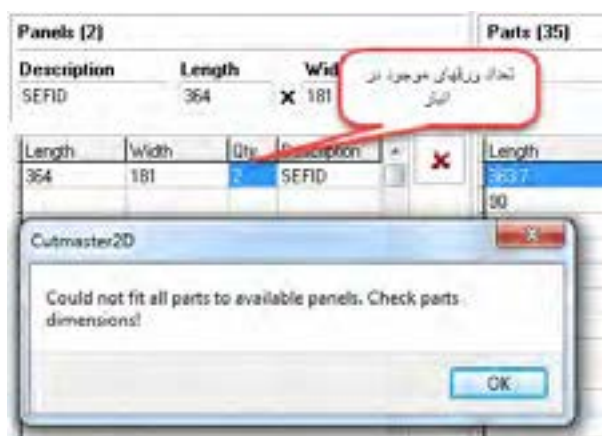 Panels (2)
Parts (35)
Description Length Wid
SEFID 364 x 181
تعداد ورقهای موجود در
انبار
Length Width Qty Description
364 181 2 SEFID
Length
363.7
90
Cutmaster2D
Could not fit all parts to available panels. Check parts
dimensions!
OK